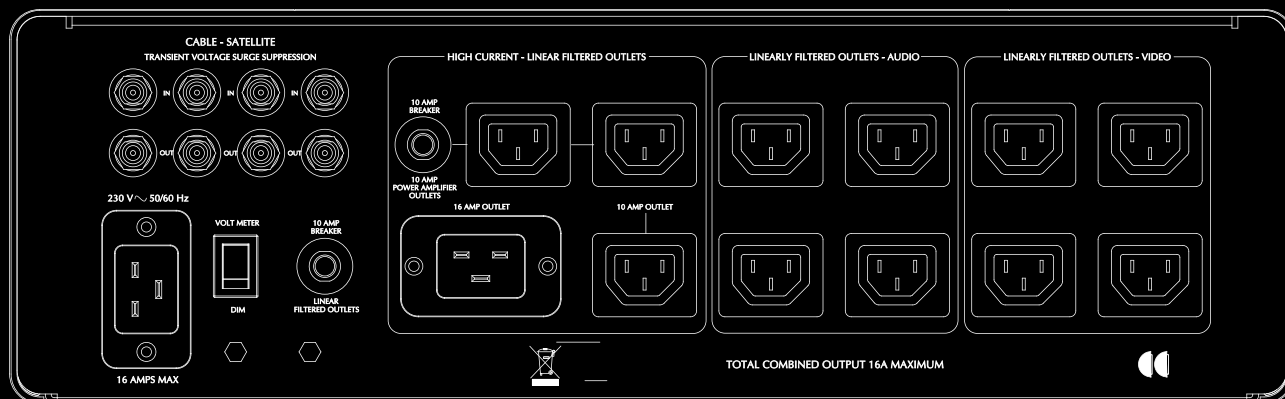 CABLE - SATELLITE
TRANSIENT VOLTAGE SURGE SUPPRESSION
IN IN IN
OUT OUT OUT
230 V～ 50/60 Hz
16 AMPS MAX
VOLT METER
DIM
10 AMP
BREAKER
LINEAR
FILTERED OUTLETS
HIGH CURRENT - LINEAR FILTERED OUTLETS
10 AMP
BREAKER
10 AMP
POWER AMPLIFIER
OUTLETS
16 AMP OUTLET
10 AMP OUTLET
LINEARLY FILTERED OUTLETS - AUDIO
LINEARLY FILTERED OUTLETS - VIDEO
TOTAL COMBINED OUTPUT 16A MAXIMUM